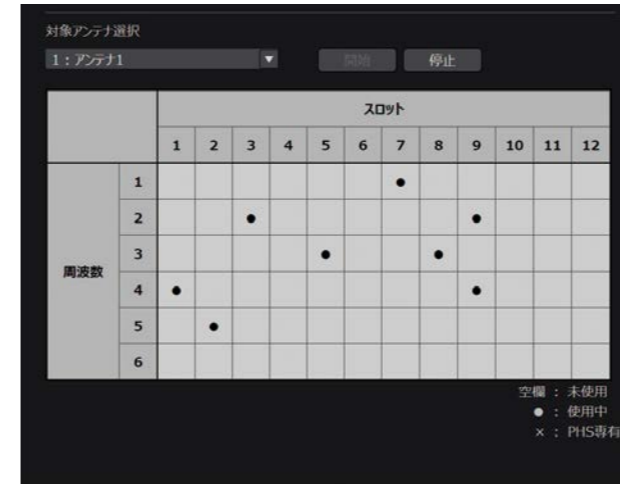 対象アンテナ選択
1：アンテナ1 ▼ 開始 停止
スロット
1 2 3 4 5 6 7 8 9 10 11 12
周波数
1 ●
2 ● ●
3 ● ●
4 ● ●
5 ●
6
空欄 ： 未使用
● ： 使用中
× ： PHS専有